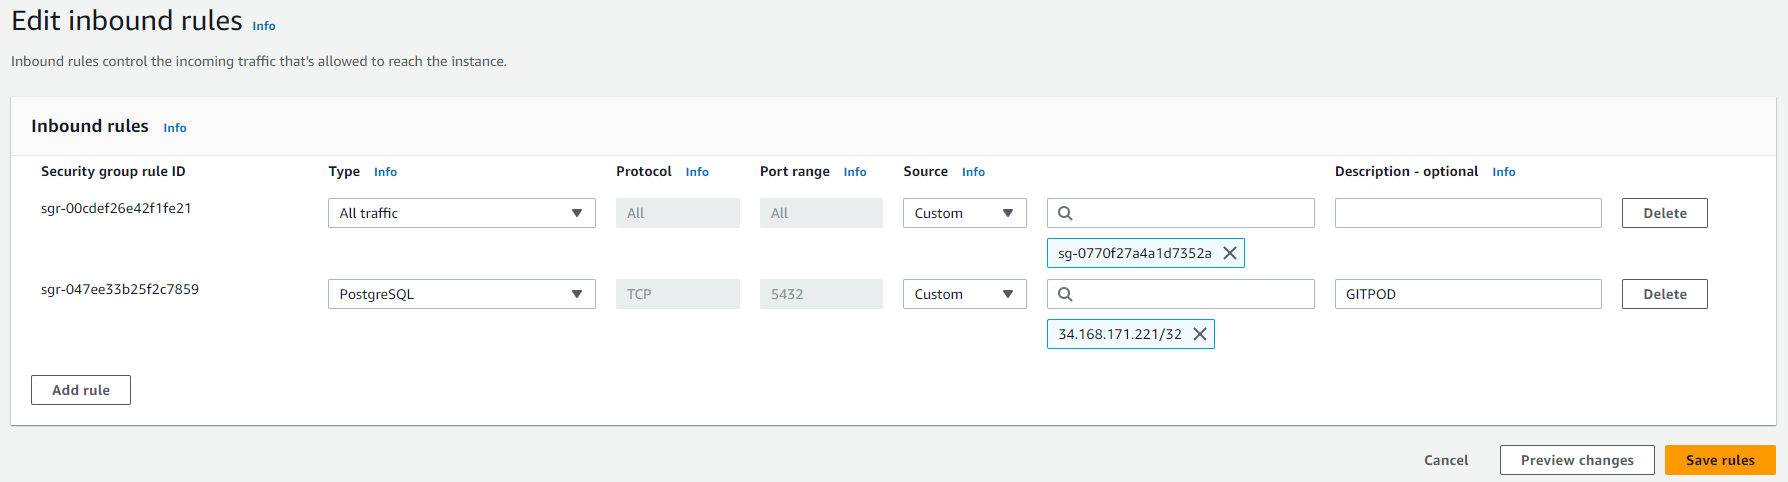 Edit inbound rules Info
Inbound rules control the incoming traffic that's allowed to reach the instance.
Inbound rules Info
Security group rule ID Type Info Protocol Info Port range Info Source Info Description - optional Info
sgr-00cdef26e42f1fe21 All traffic All All Custom Delete
sg-0770f27a4a1d7352a
sgr-047ee33b25f2c7859 PostgreSQL TCP 5432 Custom GITPOD Delete
34.168.171.221/32
Add rule
Cancel Preview changes Save rules